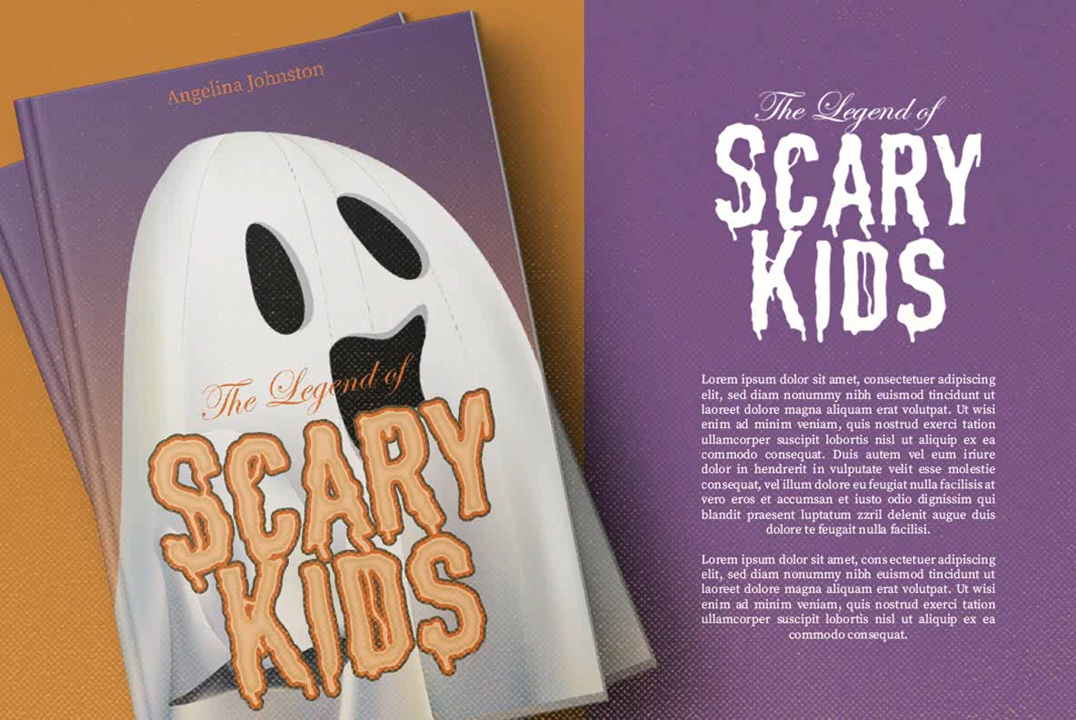 Angelina Johnston
The Legend of
SCARY
KIDS
The Legend of
SCARY
KIDS
Lorem ipsum dolor sit amet, consectetuer adipiscing
elit, sed diam nonummy nibh euismod tincidunt ut
laoreet dolore magna aliquam erat volutpat. Ut wisi
enim ad minim veniam, quis nostrud exerci tation
ullamcorper suscipit lobortis nisl ut aliquip ex ea
commodo consequat. Duis autem vel eum iriure
dolor in hendrerit in vulputate velit esse molestie
consequat, vel illum dolore eu feugiat nulla facilisis at
vero eros et accumsan et iusto odio dignissim qui
blandit praesent luptatum zzril delenit augue duis
dolore te feugait nulla facilisi.
Lorem ipsum dolor sit amet, cons ectetuer adipiscing
elit, sed diam nonummy nibh euismod tincidunt ut
laoreet dolore magna aliquam erat volutpat. Ut wisi
enim ad minim veniam, quis nostrud exerci tation
ullamcorper suscipit lobortis nisl ut aliquip ex ea
commodo consequat.